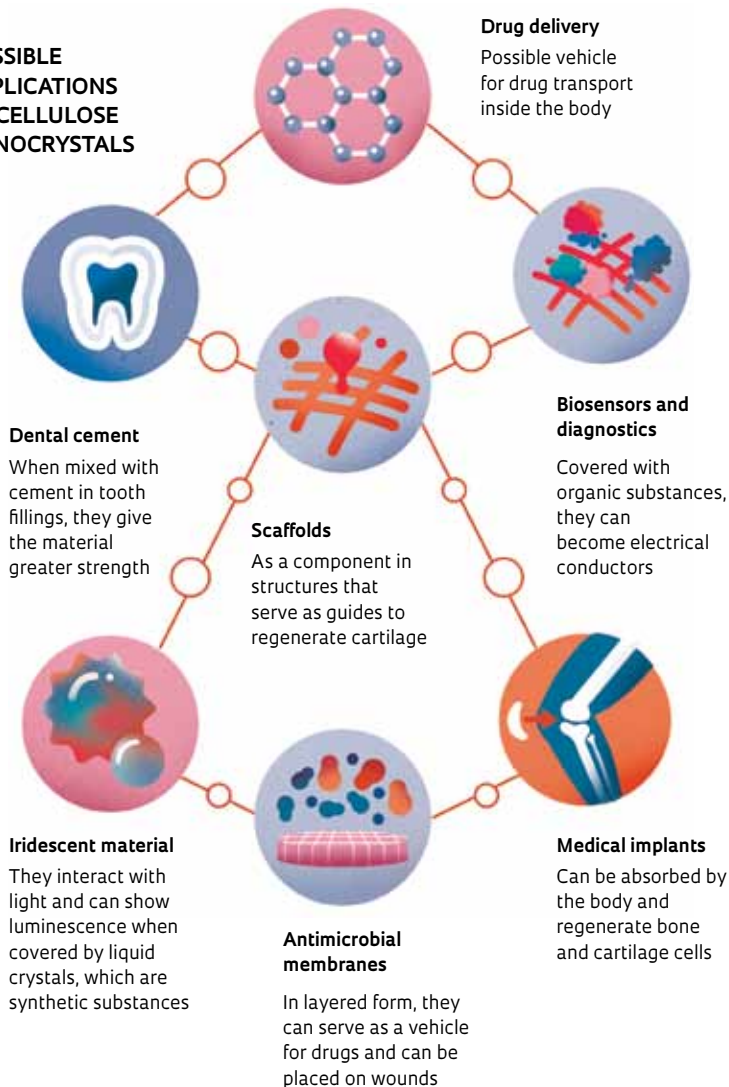 SSIBLE
PLICATIONS
CELLULOSE
NOCRYSTALS
Drug delivery
Possible vehicle
for drug transport
inside the body
Dental cement
When mixed with
cement in tooth
fillings, they give
the material
greater strength
Scaffolds
As a component in
structures that
serve as guides to
regenerate cartilage
Biosensors and
diagnostics
Covered with
organic substances,
they can
become electrical
conductors
Iridescent material
They interact with
light and can show
luminescence when
covered by liquid
crystals, which are
synthetic substances
Antimicrobial
membranes
In layered form, they
can serve as a vehicle
for drugs and can be
placed on wounds
Medical implants
Can be absorbed by
the body and
regenerate bone
and cartilage cells